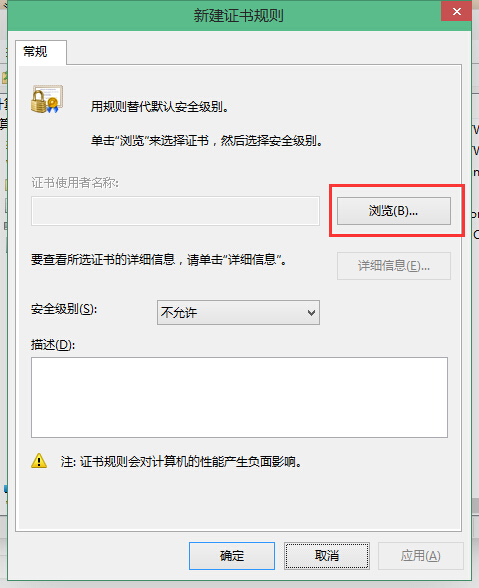 新建证书规则
常规
用规则替代默认安全级别。
单击“浏览”来选择证书，然后选择安全级别。
证书使用者名称:
浏览(B)...
要查看所选证书的详细信息，请单击“详细信息”。
详细信息(E)...
安全级别(S):
不允许
描述(D):
注: 证书规则会对计算机的性能产生负面影响。
确定
取消
应用(A)